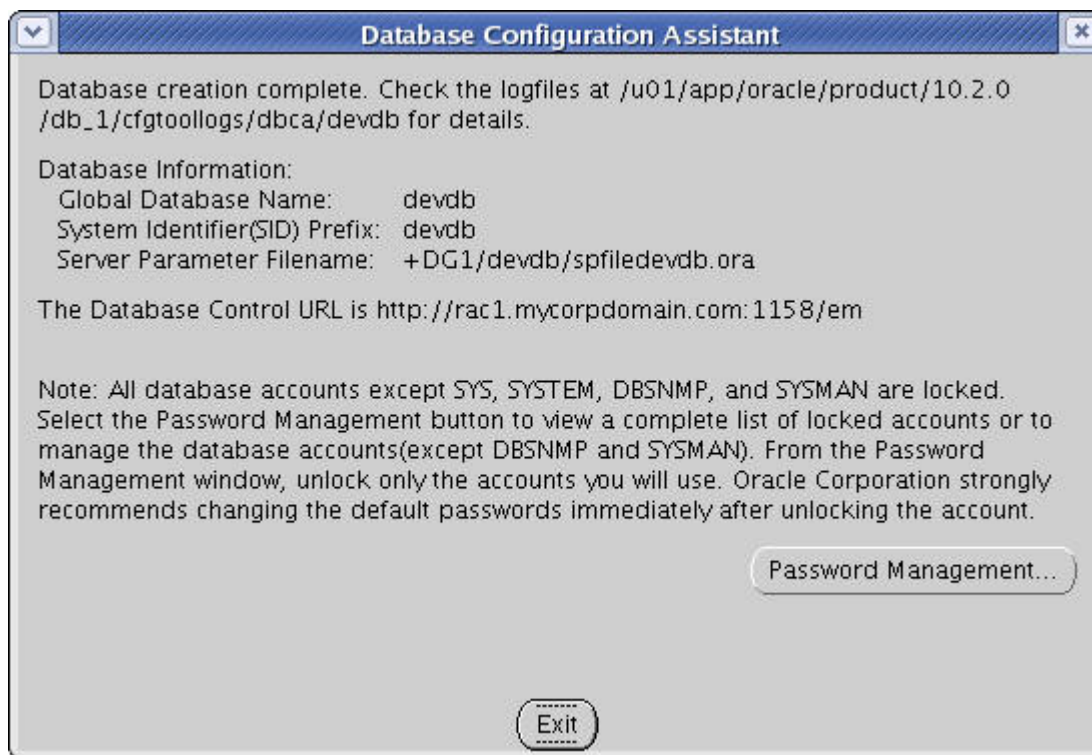 Database Configuration Assistant
Database creation complete. Check the logfiles at /u01/app/oracle/product/10.2.0
/db_1/cfgtoollogs/dbca/devdb for details.
Database Information:
Global Database Name: devdb
System Identifier(SID) Prefix: devdb
Server Parameter Filename: +DG1/devdb/spfiledevdb.ora
The Database Control URL is http://rac1.mycorpdomain.com:1158/em
Note: All database accounts except SYS, SYSTEM, DBSNMP, and SYSMAN are locked.
Select the Password Management button to view a complete list of locked accounts or to
manage the database accounts(except DBSNMP and SYSMAN). From the Password
Management window, unlock only the accounts you will use. Oracle Corporation strongly
recommends changing the default passwords immediately after unlocking the account.
Password Management...
Exit